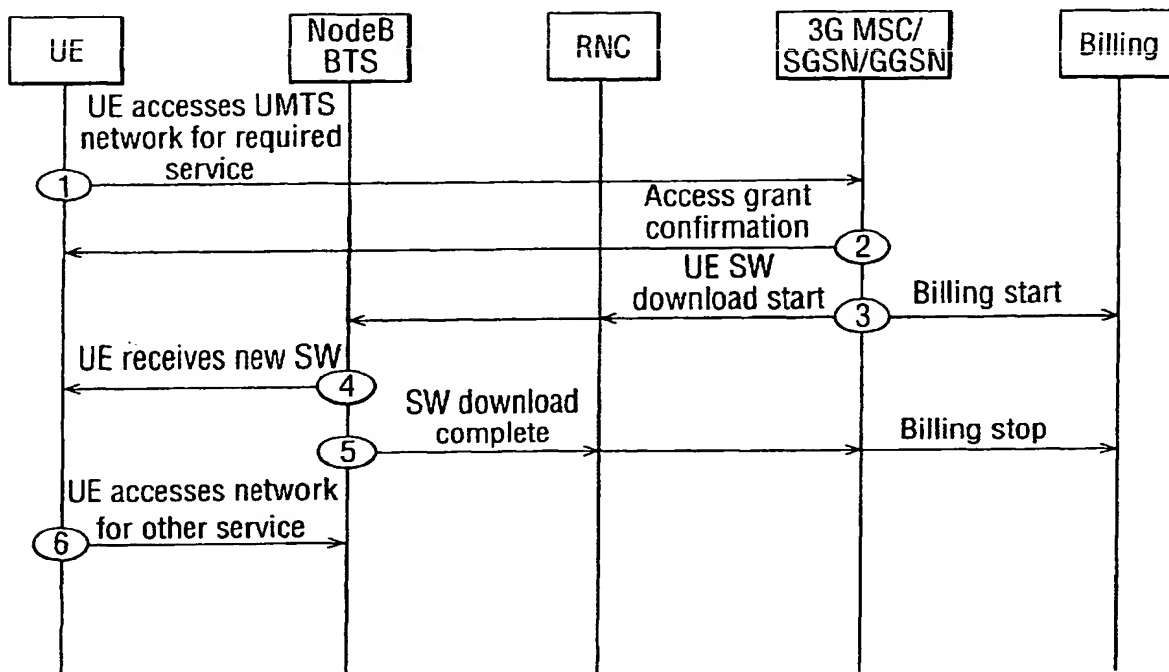 UE
NodeB
BTS
RNC
3G MSC/
SGSN/GGSN
Billing
UE accesses UMTS
network for required
service
1
Access grant
confirmation
2
UE SW
download start
3
Billing start
UE receives new SW
4
SW download
complete
5
Billing stop
UE accesses network
for other service
6